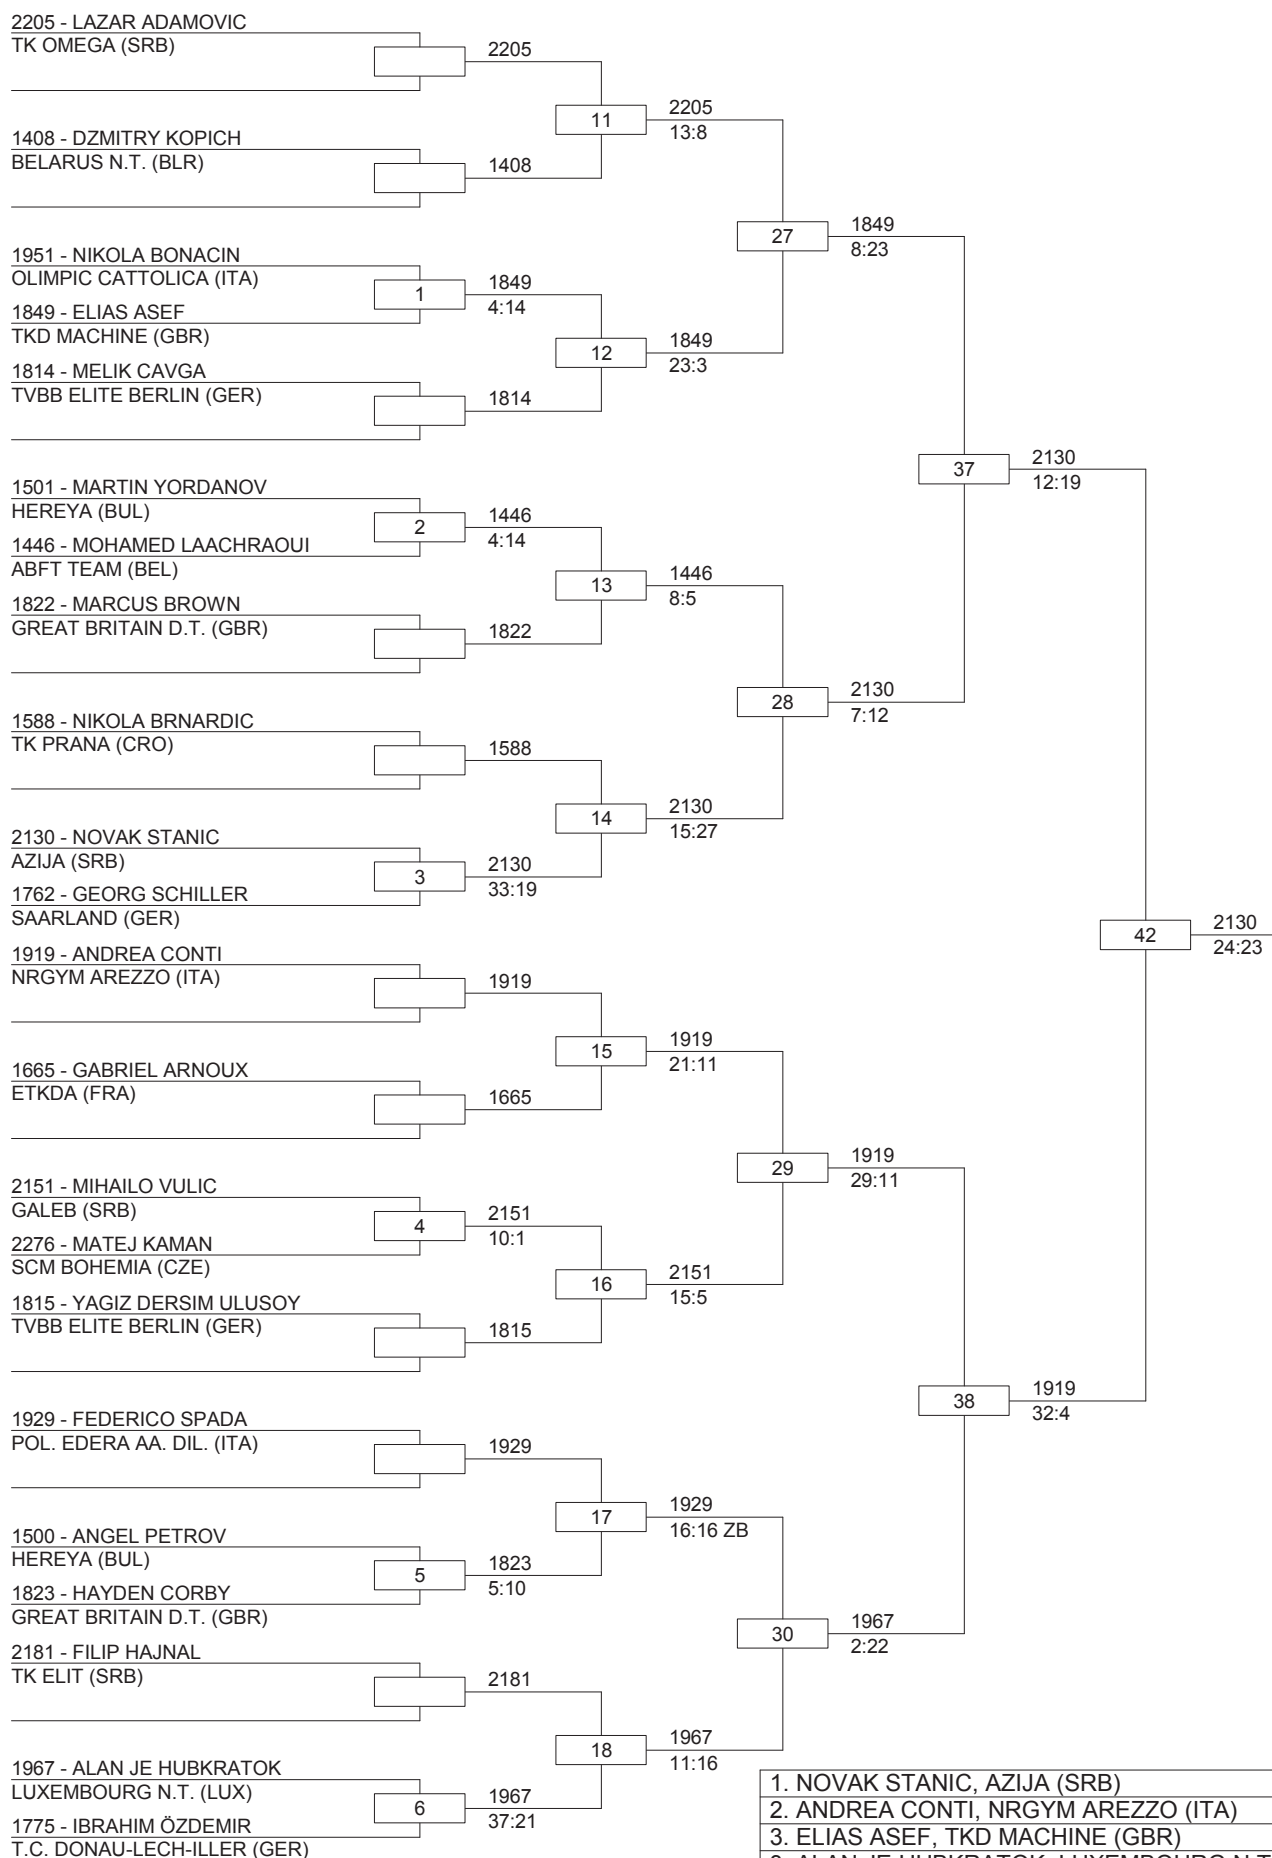 2205 - LAZAR ADAMOVIC
TK OMEGA (SRB)
2205
11
2205
13:8
1408 - DZMITRY KOPICH
BELARUS N.T. (BLR)
1408
27
1849
8:23
1951 - NIKOLA BONACIN
OLIMPIC CATTOLICA (ITA)
1
1849
4:14
1849 - ELIAS ASEF
TKD MACHINE (GBR)
12
1849
23:3
1814 - MELIK CAVGA
TVBB ELITE BERLIN (GER)
1814
37
2130
12:19
1501 - MARTIN YORDANOV
HEREYA (BUL)
2
1446
4:14
1446 - MOHAMED LAACHRAOUI
ABFT TEAM (BEL)
13
1446
8:5
1822 - MARCUS BROWN
GREAT BRITAIN D.T. (GBR)
1822
28
2130
7:12
1588 - NIKOLA BRNARDIC
TK PRANA (CRO)
1588
14
2130
15:27
2130 - NOVAK STANIC
AZIJA (SRB)
3
2130
33:19
1762 - GEORG SCHILLER
SAARLAND (GER)
42
2130
24:23
1919 - ANDREA CONTI
NRGYM AREZZO (ITA)
1919
15
1919
21:11
1665 - GABRIEL ARNOUX
ETKDA (FRA)
1665
29
1919
29:11
2151 - MIHAILO VULIC
GALEB (SRB)
4
2151
10:1
2276 - MATEJ KAMAN
SCM BOHEMIA (CZE)
16
2151
15:5
1815 - YAGIZ DERSIM ULUSOY
TVBB ELITE BERLIN (GER)
1815
38
1919
32:4
1929 - FEDERICO SPADA
POL. EDERA AA. DIL. (ITA)
1929
17
1929
16:16 ZB
1500 - ANGEL PETROV
HEREYA (BUL)
5
1823
5:10
1823 - HAYDEN CORBY
GREAT BRITAIN D.T. (GBR)
30
1967
2:22
2181 - FILIP HAJNAL
TK ELIT (SRB)
2181
18
1967
11:16
1967 - ALAN JE HUBKRATOK
LUXEMBOURG N.T. (LUX)
6
1967
37:21
1775 - IBRAHIM ÖZDEMIR
T.C. DONAU-LECH-ILLER (GER)
1. NOVAK STANIC, AZIJA (SRB)
2. ANDREA CONTI, NRGYM AREZZO (ITA)
3. ELIAS ASEF, TKD MACHINE (GBR)
3. ALAN JE HUBKRATOK, LUXEMBOURG N.T